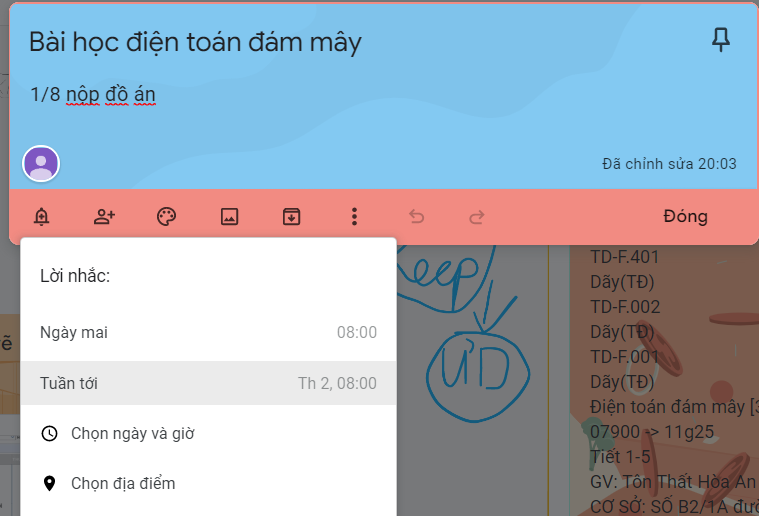 Bài học điện toán đám mây
1/8 nộp đồ án
Đã chỉnh sửa 20:03
Đóng
Lời nhắc:
Ngày mai 08:00
Tuần tới Th 2, 08:00
Chọn ngày và giờ
Chọn địa điểm
Keep
ƯD
TD-F.401
Dãy(TĐ)
TD-F.002
Dãy(TĐ)
TD-F.001
Dãy(TĐ)
Điện toán đám mây [3
07900 -> 11g25
Tiết 1-5
GV: Tôn Thất Hòa An
CƠ SỞ: SỐ B2/1A đườ